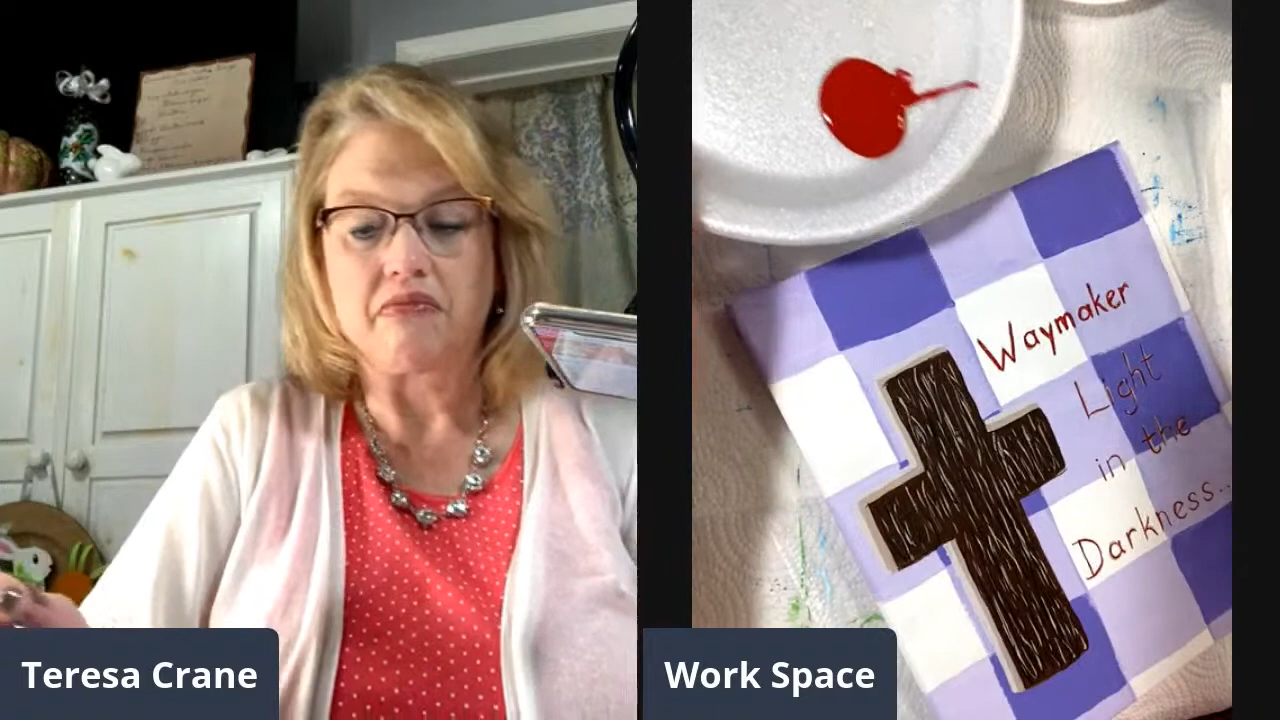 Waymaker
Light
in the
Darkness...
Teresa Crane
Work Space